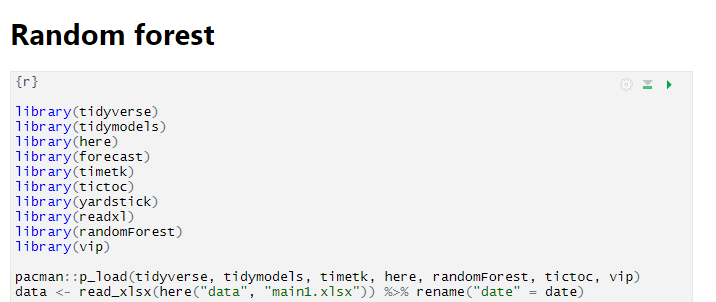 Random forest
{r}
library(tidyverse)
library(tidymodels)
library(here)
library(forecast)
library(timetk)
library(tictoc)
library(yardstick)
library(readxl)
library(randomForest)
library(vip)
pacman::p_load(tidyverse, tidymodels, timetk, here, randomForest, tictoc, vip)
data <- read_xlsx(here("data", "main1.xlsx")) %>% rename("date" = date)